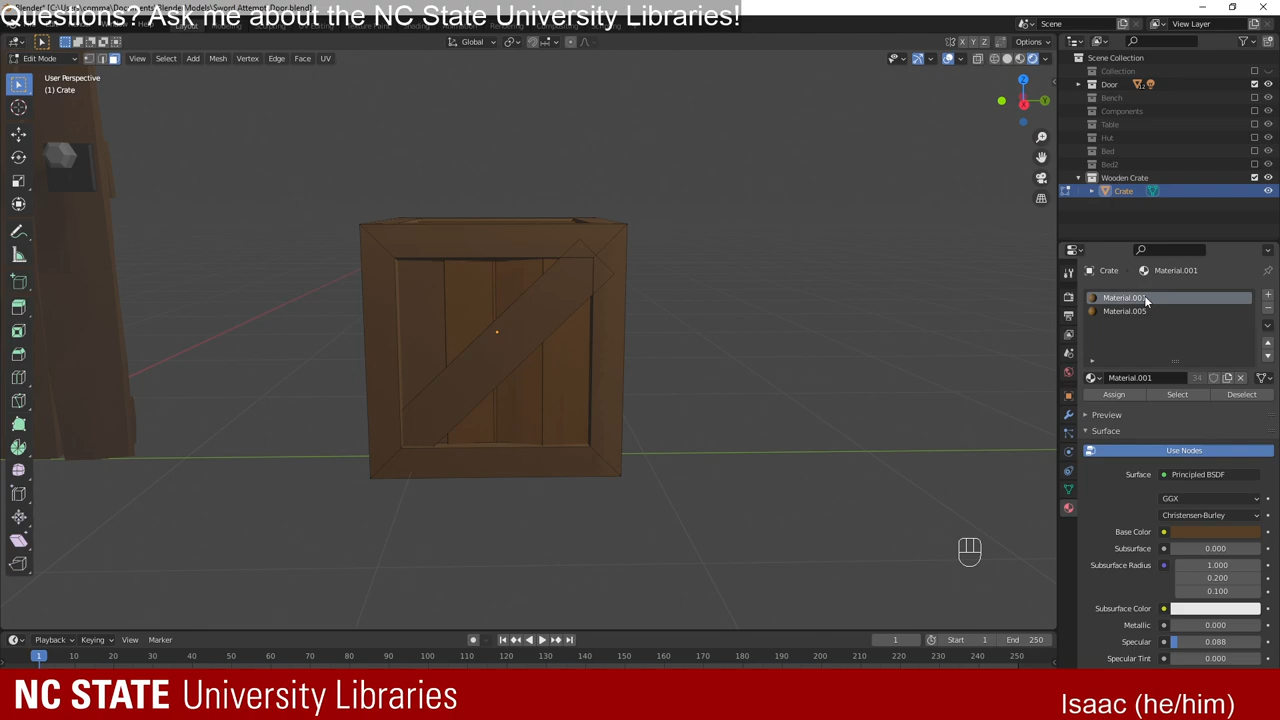 Questions? Ask me about the NC State University Libraries!
Scene
View Layer
Global
X Y Z
Options
Edit Mode
View Select Add Mesh Vertex Edge Face UV
User Perspective
(1) Crate
Z
Y
X
Scene Collection
Collection
Door
12
Bench
Components
Table
Hut
Bed
Bed2
Wooden Crate
Crate
Crate
Material.001
Material.001
Material.005
Material.001
34
Assign
Select
Deselect
Preview
Surface
Use Nodes
Surface
Principled BSDF
GGX
Christensen-Burley
Base Color
Subsurface
0.000
Subsurface Radius
1.000
0.200
0.100
Subsurface Color
Metallic
0.000
Specular
0.088
Specular Tint
0.000
Playback Keying View Marker
1
Start 1
End 250
1 10 20 30 40 50 60 70 80 90 100 110 120 130 140 150 160 170 180 190 200 210 220 230 240 250
NC STATE University Libraries
Isaac (he/him)